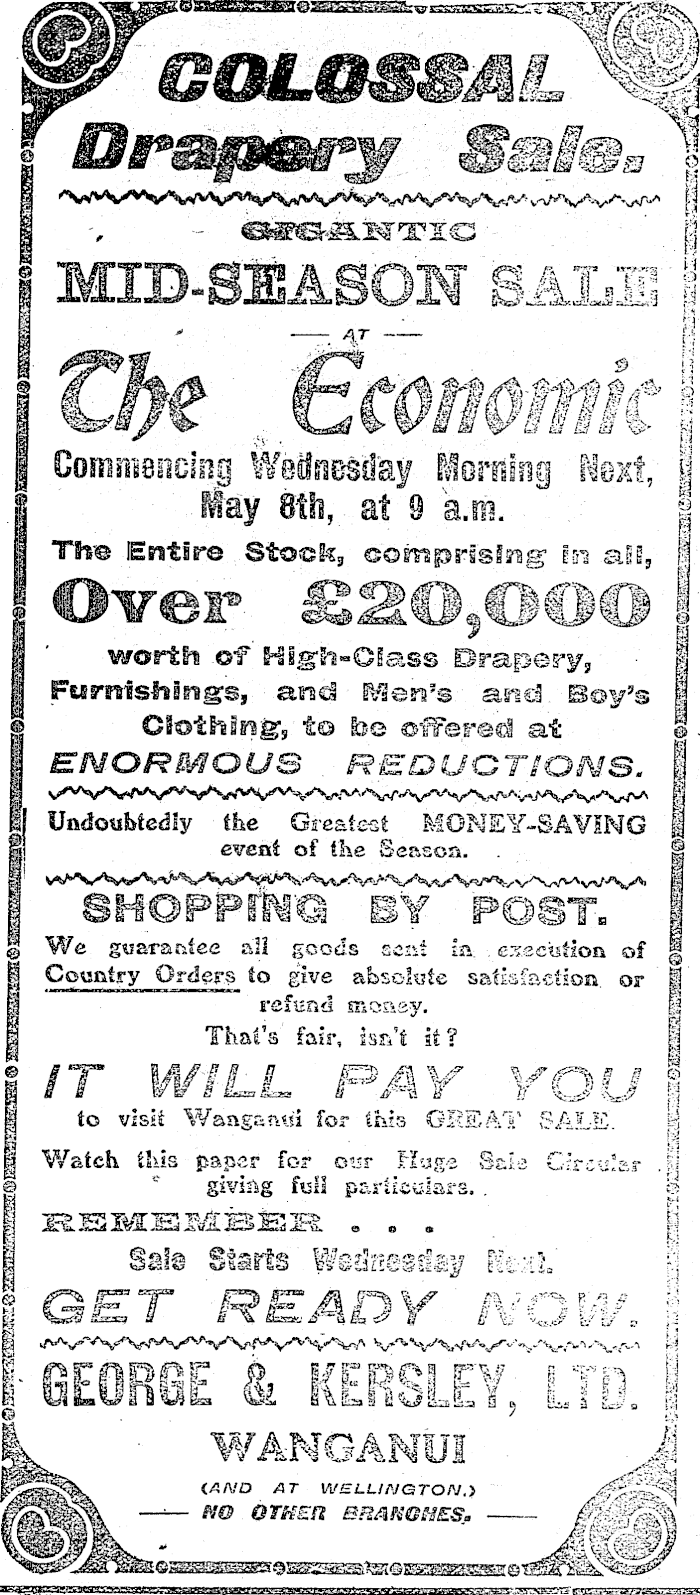 COLOSSAL
Drapery Sale.
GIGANTIC
MID-SEASON SALE
— AT —
The Economic
Commencing Wednesday Morning Next,
May 8th, at 9 a.m.
The Entire Stock, comprising in all,
Over £20,000
worth of High-Class Drapery,
Furnishings, and Men's and Boy's
Clothing, to be offered at
ENORMOUS REDUCTIONS.
Undoubtedly the Greatest MONEY-SAVING
event of the Season.
SHOPPING BY POST.
We guarantee all goods sent in execution of
Country Orders to give absolute satisfaction or
refund money.
That's fair, isn't it?
IT WILL PAY YOU
to visit Wanganui for this GREAT SALE.
Watch this paper for our Huge Sale Circular
giving full particulars.
REMEMBER . . .
Sale Starts Wednesday Next.
GET READY NOW.
GEORGE & KERSLEY, LTD.
WANGANUI
(AND AT WELLINGTON.)
— NO OTHER BRANCHES. —